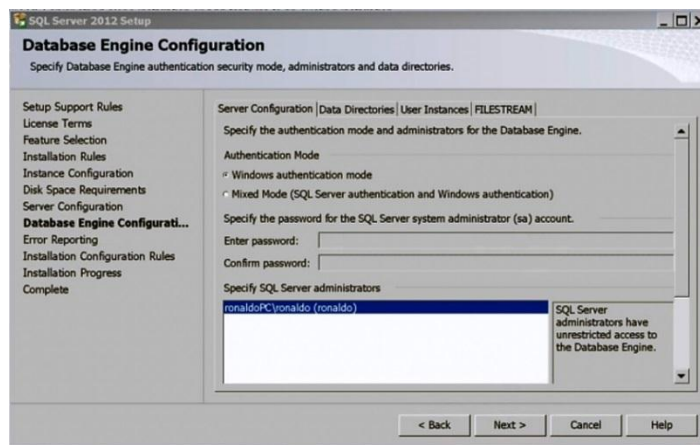 SQL Server 2012 Setup
Database Engine Configuration
Specify Database Engine authentication security mode, administrators and data directories.
Setup Support Rules
License Terms
Feature Selection
Installation Rules
Instance Configuration
Disk Space Requirements
Server Configuration
Database Engine Configurati...
Error Reporting
Installation Configuration Rules
Installation Progress
Complete
Server Configuration Data Directories User Instances FILESTREAM
Specify the authentication mode and administrators for the Database Engine.
Authentication Mode
Windows authentication mode
Mixed Mode (SQL Server authentication and Windows authentication)
Specify the password for the SQL Server system administrator (sa) account.
Enter password:
Confirm password:
Specify SQL Server administrators
ronaldoPC\ronaldo (ronaldo)
SQL Server
administrators have
unrestricted access to
the Database Engine.
< Back Next > Cancel Help